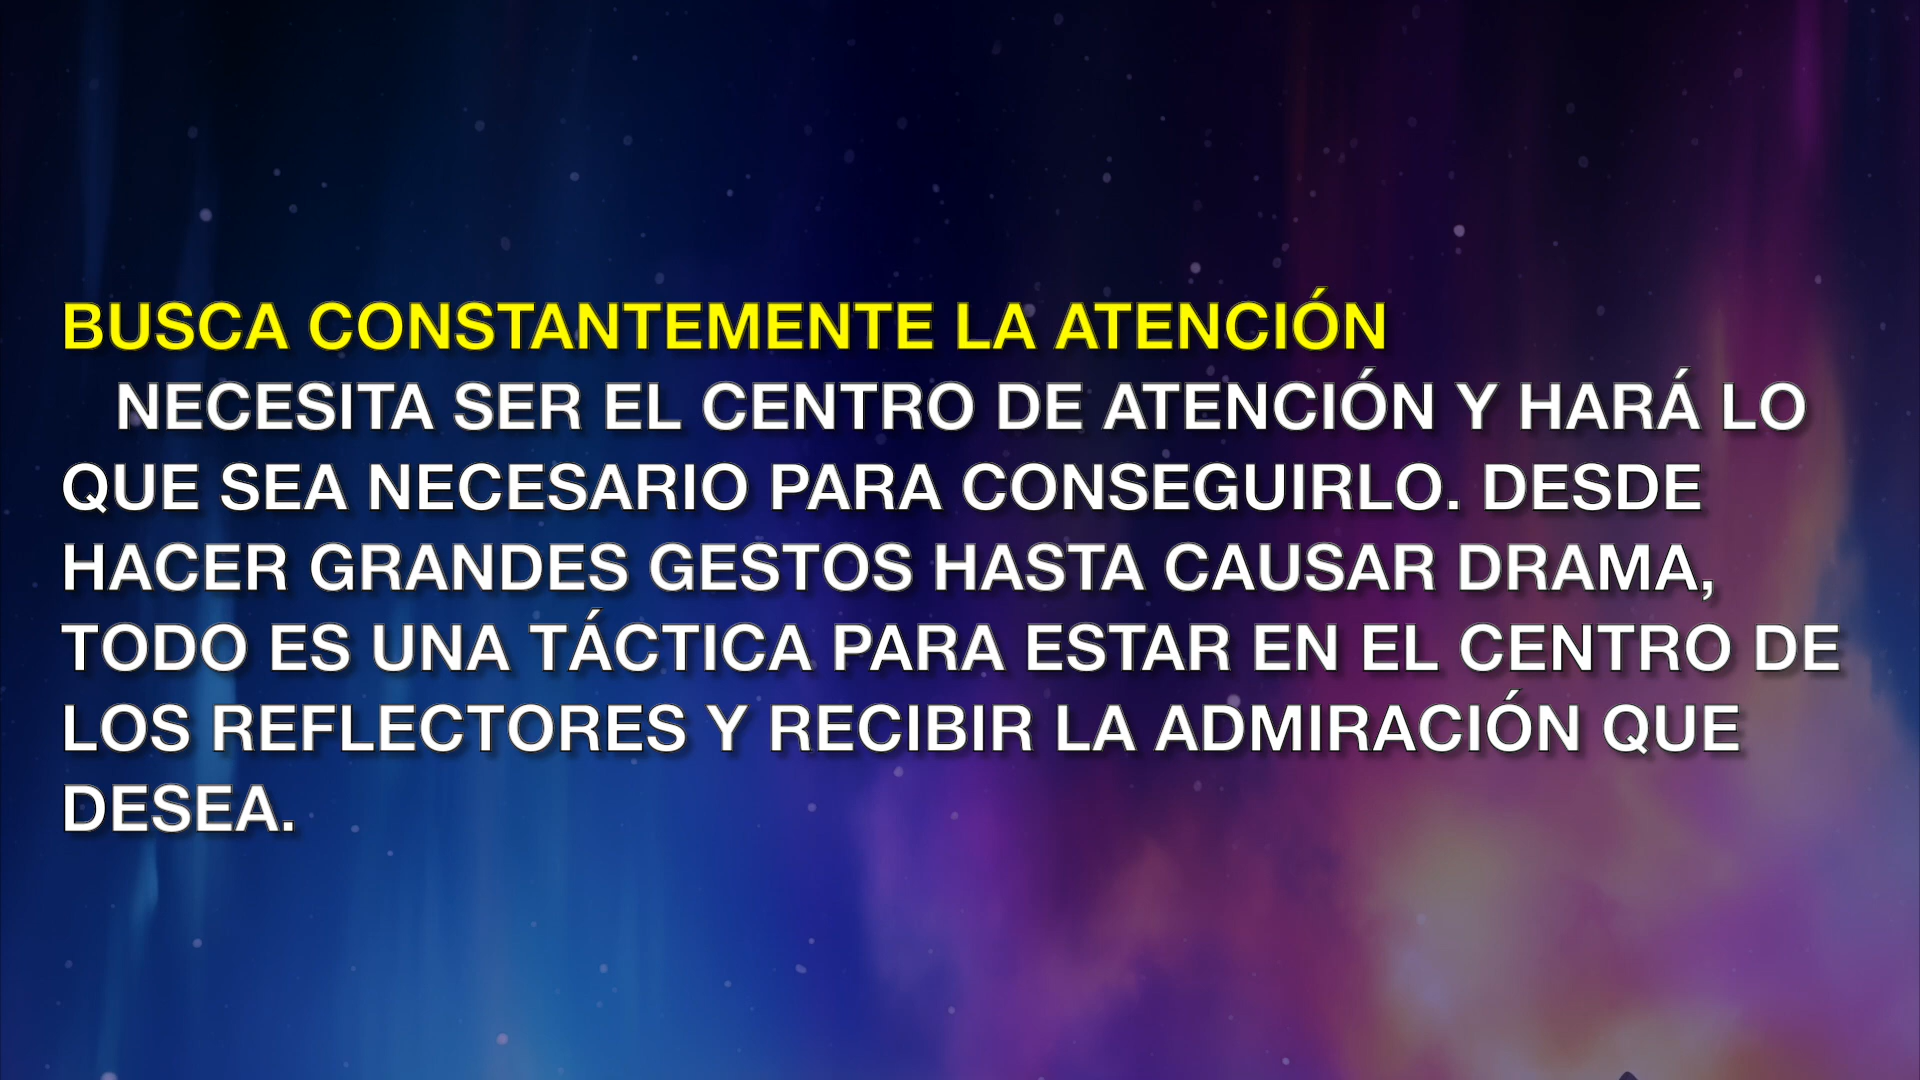 BUSCA CONSTANTEMENTE LA ATENCIÓN
NECESITA SER EL CENTRO DE ATENCIÓN Y HARÁ LO
QUE SEA NECESARIO PARA CONSEGUIRLO. DESDE
HACER GRANDES GESTOS HASTA CAUSAR DRAMA,
TODO ES UNA TÁCTICA PARA ESTAR EN EL CENTRO DE
LOS REFLECTORES Y RECIBIR LA ADMIRACIÓN QUE
DESEA.